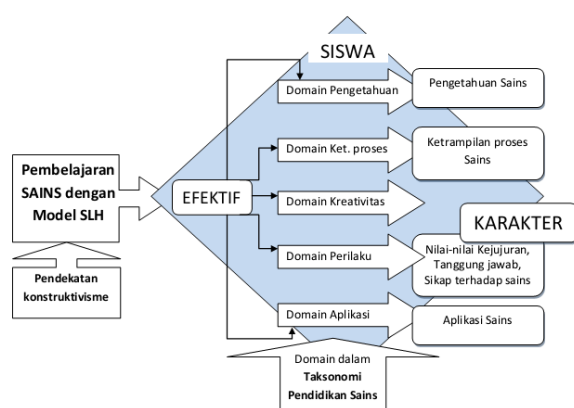 SISWA
Domain Pengetahuan
Pengetahuan Sains
Domain Ket. proses
Ketrampilan proses
Sains
Pembelajaran
SAINS dengan
Model SLH
EFEKTIF
Domain Kreativitas
KARAKTER
Domain Perilaku
Nilai-nilai Kejujuran,
Tanggung jawab,
Sikap terhadap sains
Pendekatan
konstruktivisme
Domain Aplikasi
Aplikasi Sains
Domain dalam
Taksonomi
Pendidikan Sains